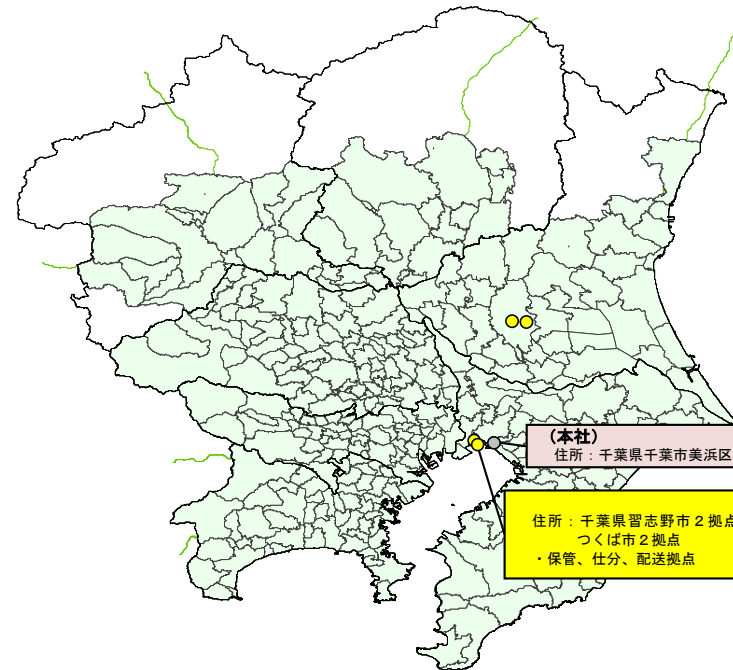 （本社）
住所：千葉県千葉市美浜区
住所：千葉県習志野市２拠点
つくば市２拠点
・保管、仕分、配送拠点